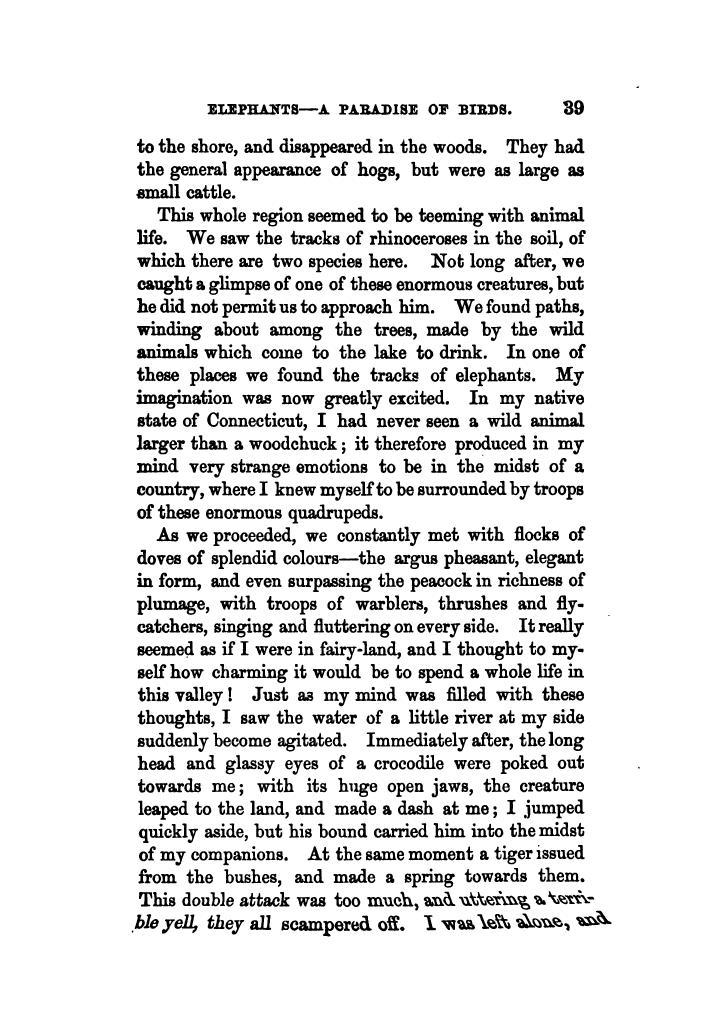 ELEPHANTS—A PARADISE OF BIRDS. 39
to the shore, and disappeared in the woods. They had
the general appearance of hogs, but were as large as
small cattle.
This whole region seemed to be teeming with animal
life. We saw the tracks of rhinoceroses in the soil, of
which there are two species here. Not long after, we
caught a glimpse of one of these enormous creatures, but
he did not permit us to approach him. We found paths,
winding about among the trees, made by the wild
animals which come to the lake to drink. In one of
these places we found the tracks of elephants. My
imagination was now greatly excited. In my native
state of Connecticut, I had never seen a wild animal
larger than a woodchuck; it therefore produced in my
mind very strange emotions to be in the midst of a
country, where I knew myself to be surrounded by troops
of these enormous quadrupeds.
As we proceeded, we constantly met with flocks of
doves of splendid colours—the argus pheasant, elegant
in form, and even surpassing the peacock in richness of
plumage, with troops of warblers, thrushes and fly-
catchers, singing and fluttering on every side. It really
seemed as if I were in fairy-land, and I thought to my-
self how charming it would be to spend a whole life in
this valley! Just as my mind was filled with these
thoughts, I saw the water of a little river at my side
suddenly become agitated. Immediately after, the long
head and glassy eyes of a crocodile were poked out
towards me; with its huge open jaws, the creature
leaped to the land, and made a dash at me; I jumped
quickly aside, but his bound carried him into the midst
of my companions. At the same moment a tiger issued
from the bushes, and made a spring towards them.
This double attack was too much, and uttering a terri-
ble yell, they all scampered off. I was left alone, and